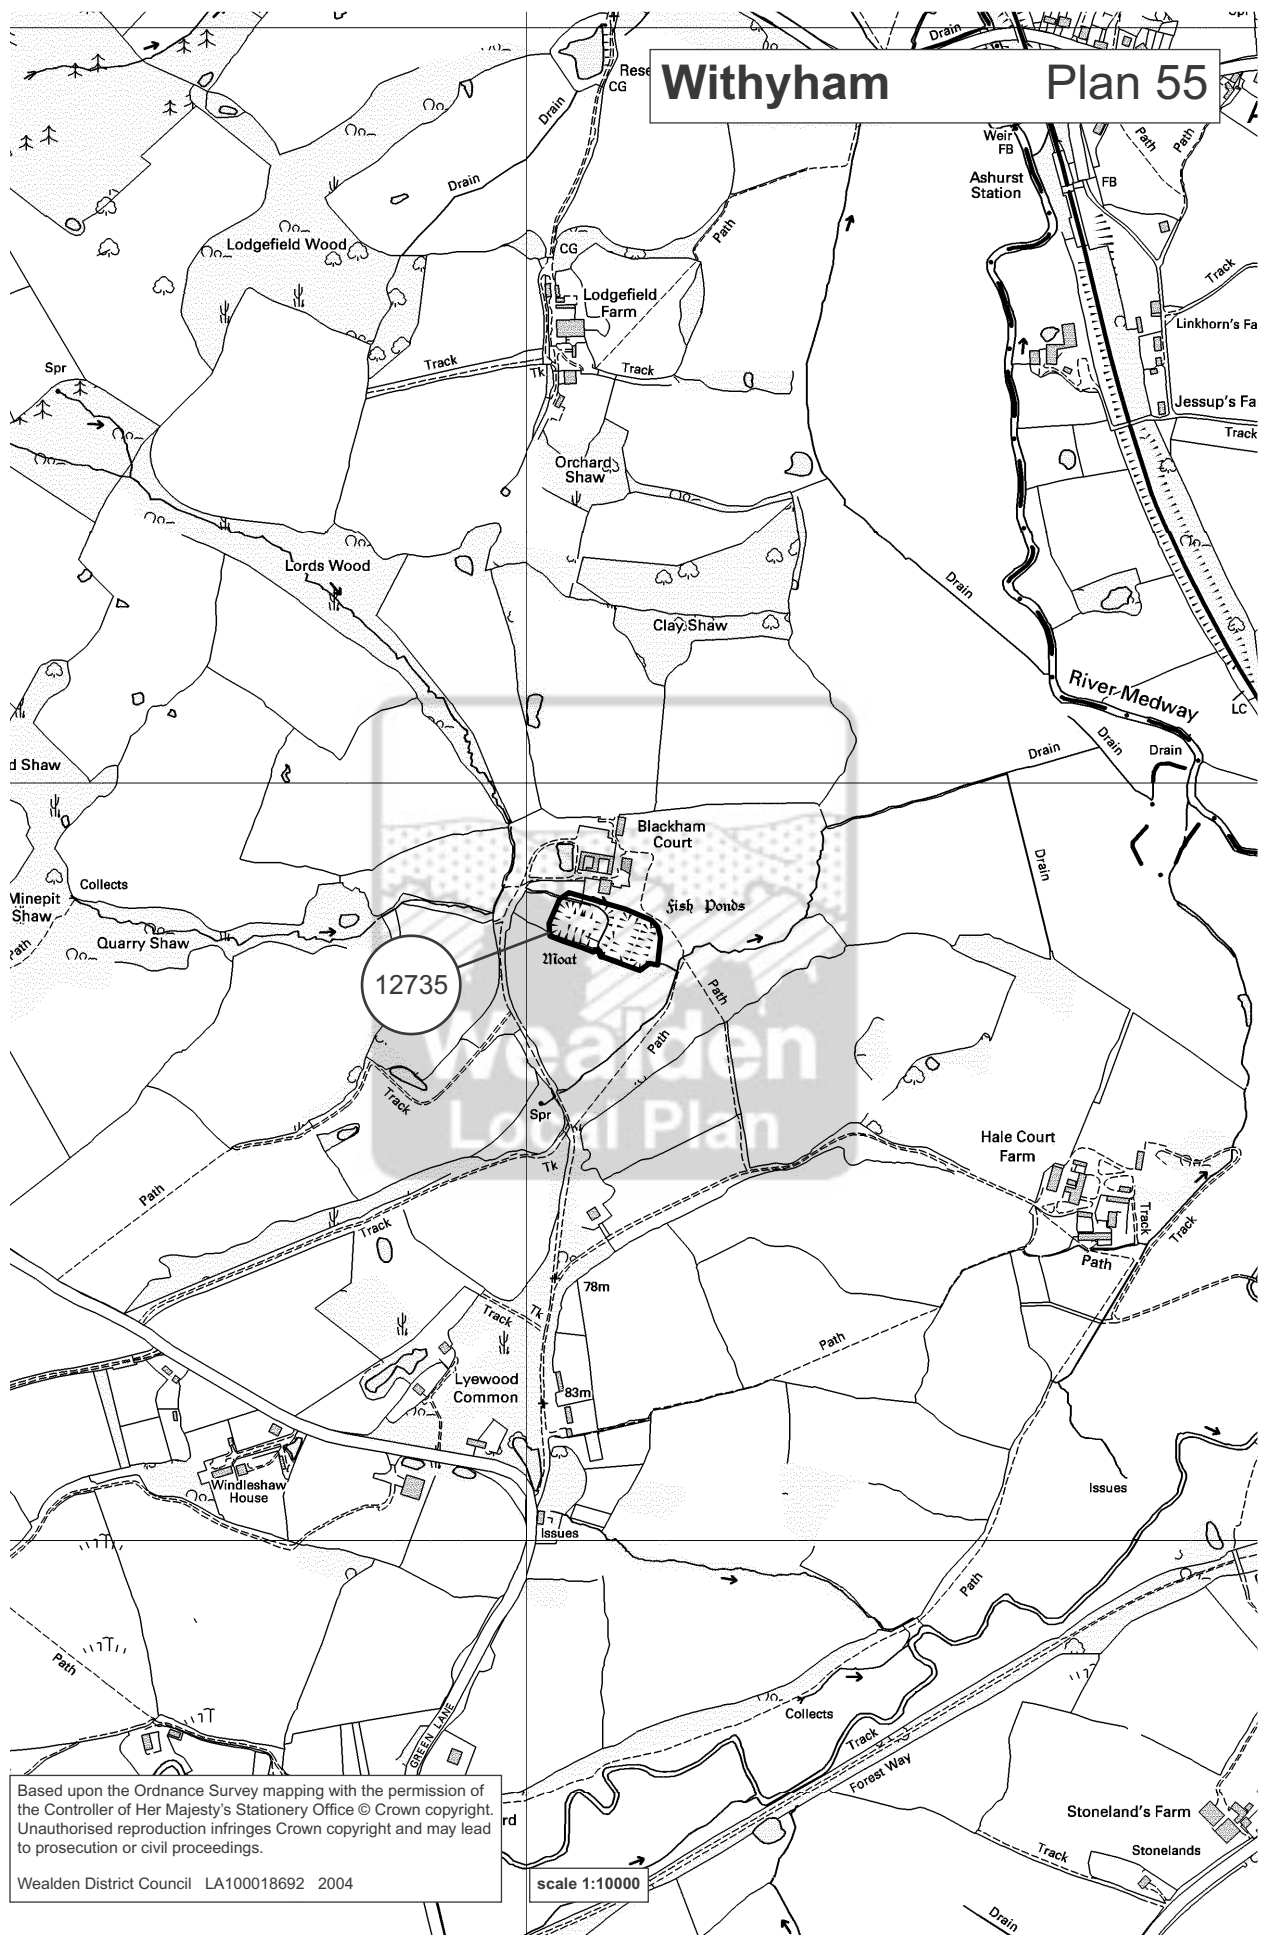 Drain
Withyham Plan 55
CG
Drain
Weir
FB
Path
Path
Ashurst
Station
FB
Drain
Path
Lodgefield Wood
CG
Track
Lodgefield
Farm
Linkhorn's Fa
Spr
Track
Tk
Track
Jessup's Fa
Track
Orchard
Shaw
Lords Wood
Drain
Clay Shaw
River Medway
LC
d Shaw
Drain
Drain
Drain
Blackham
Court
Drain
Collects
Minepit
Shaw
Path
Quarry Shaw
Fish Ponds
Moat
12735
Path
Path
Wealden
Local Plan
Track
Spr
Tk
Hale Court
Farm
Path
Track
Track
Track
Path
78m
Tk
Track
Path
Lyewood
Common
83m
Windleshaw
House
Issues
Issues
Path
Path
Collects
GREEN LANE
Track
Forest Way
Based upon the Ordnance Survey mapping with the permission of
the Controller of Her Majesty's Stationery Office © Crown copyright.
Unauthorised reproduction infringes Crown copyright and may lead
to prosecution or civil proceedings.
Wealden District Council LA100018692 2004
rd
scale 1:10000
Stoneland's Farm
Track
Stonelands
Drain